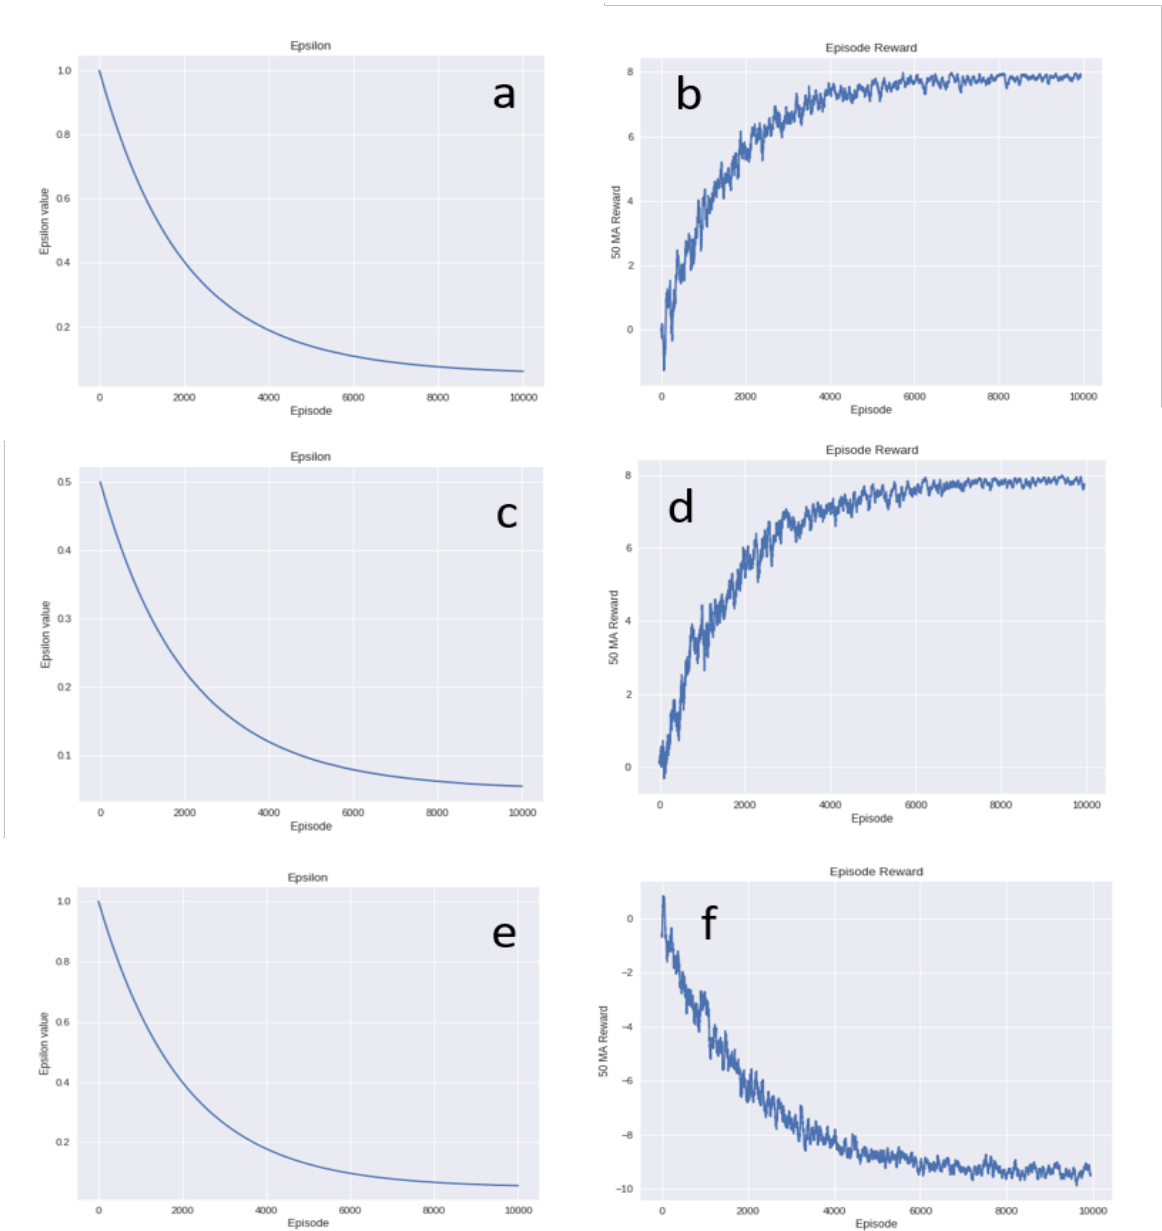 Epsilon
a
1.0
0.8
0.6
0.4
0.2
Epsilon value
0 2000 4000 6000 8000 10000
Episode
Episode Reward
b
8
6
4
2
0
50 MA Reward
0 2000 4000 6000 8000 10000
Episode
Epsilon
c
0.5
0.4
0.3
0.2
0.1
Epsilon value
0 2000 4000 6000 8000 10000
Episode
Episode Reward
d
8
6
4
2
0
50 MA Reward
0 2000 4000 6000 8000 10000
Episode
Epsilon
e
1.0
0.8
0.6
0.4
0.2
Epsilon value
0 2000 4000 6000 8000 10000
Episode
Episode Reward
f
0
−2
−4
−6
−8
−10
50 MA Reward
0 2000 4000 6000 8000 10000
Episode